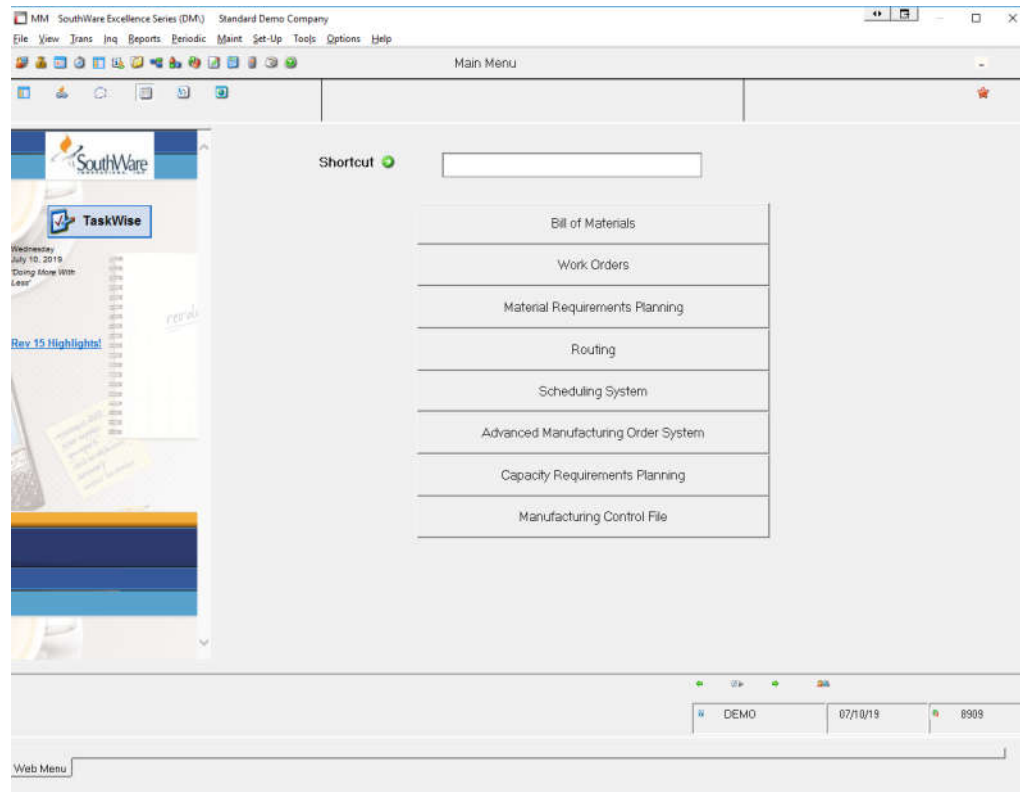 MM SouthWare Excellence Series (DM\) Standard Demo Company
File View Trans Inq Reports Periodic Maint Set-Up Tools Options Help
Main Menu
SouthWare
Shortcut
TaskWise
Wednesday
July 10, 2019
"Doing More With
Less"
Rev 15 Highlights!
Bill of Materials
Work Orders
Material Requirements Planning
Routing
Scheduling System
Advanced Manufacturing Order System
Capacity Requirements Planning
Manufacturing Control File
DEMO 07/10/19 8909
Web Menu